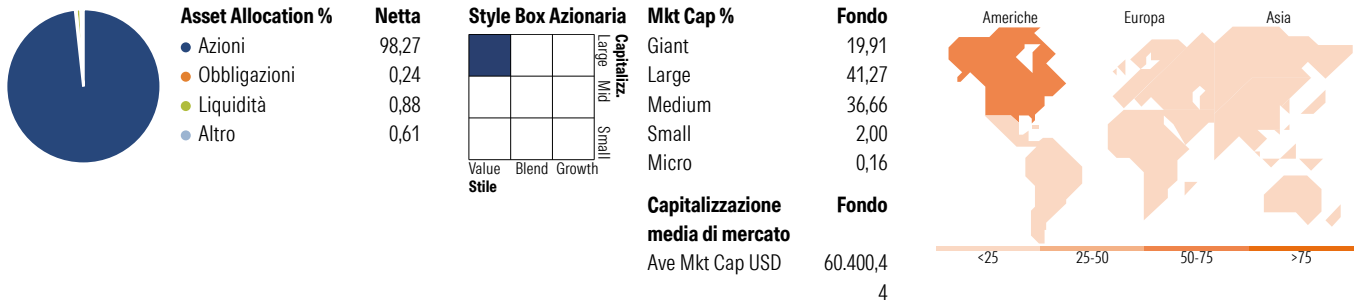 Asset Allocation % Netta
Azioni 98,27
Obbligazioni 0,24
Liquidità 0,88
Altro 0,61
Style Box Azionaria
Capitalizz.
Large
Mid
Small
Value Blend Growth
Stile
Mkt Cap % Fondo
Giant 19,91
Large 41,27
Medium 36,66
Small 2,00
Micro 0,16
Capitalizzazione Fondo
media di mercato
Ave Mkt Cap USD 60.400,4
4
Americhe Europa Asia
<25 25-50 50-75 >75